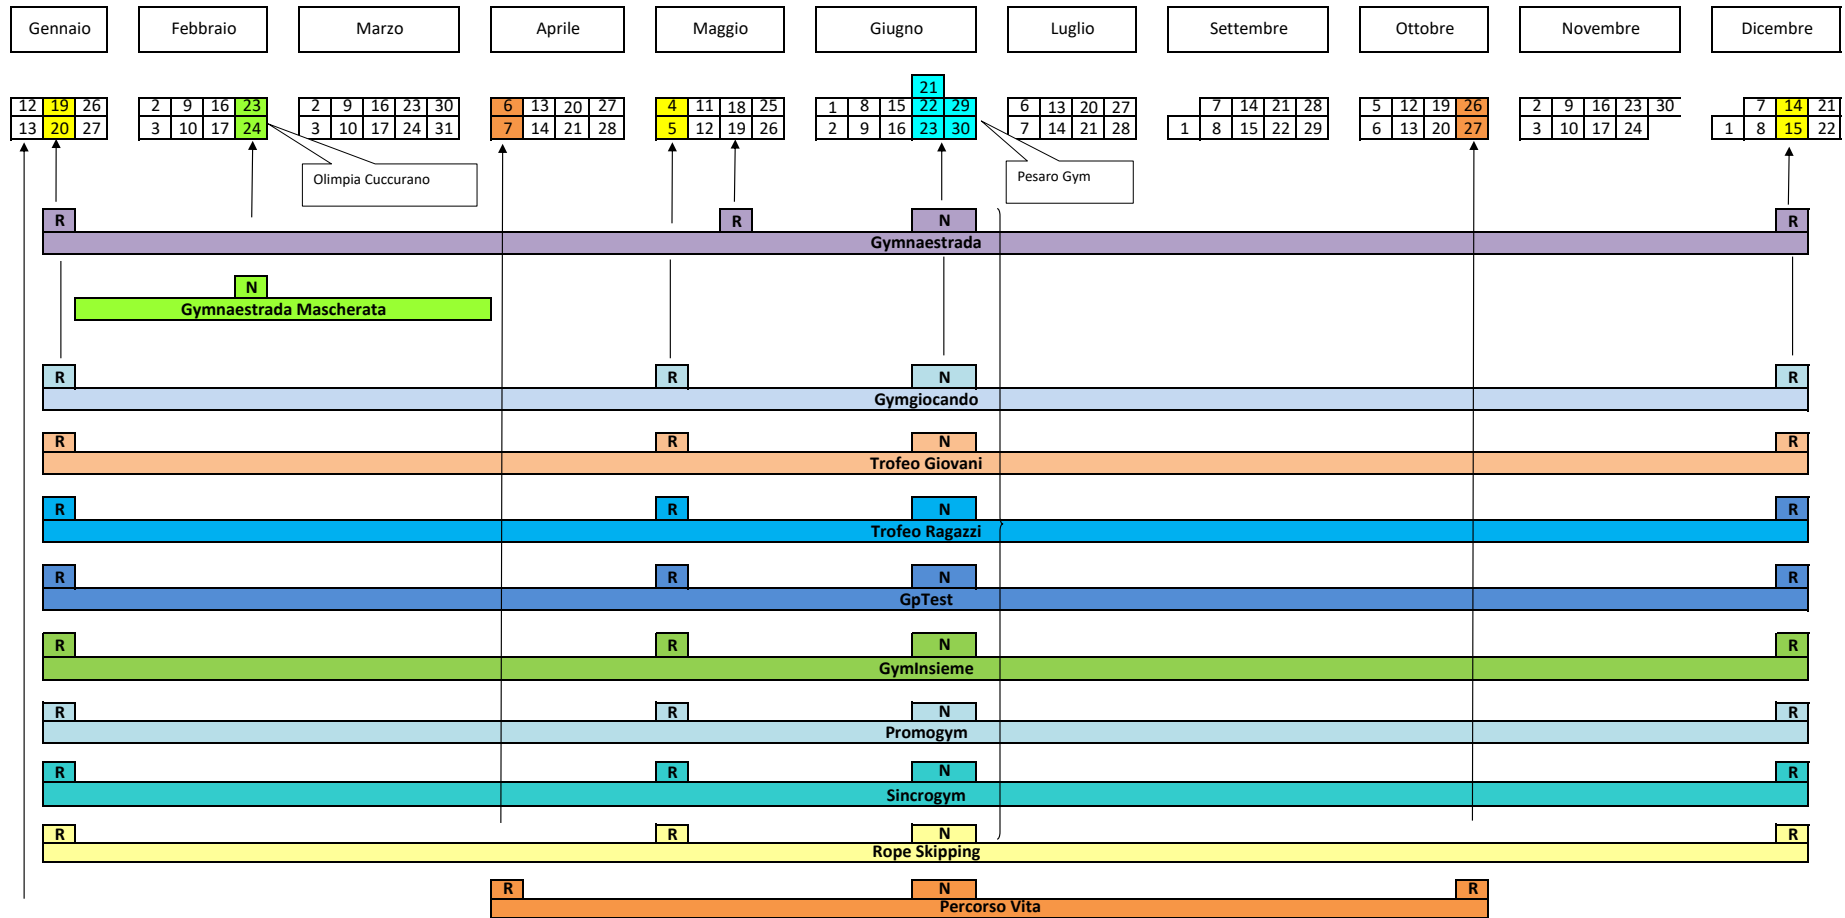 Gennaio Febbraio Marzo Aprile Maggio Giugno Luglio Settembre Ottobre Novembre Dicembre
21
12 19 26 2 9 16 23 2 9 16 23 30 6 13 20 27 4 11 18 25 1 8 15 22 29 6 13 20 27 7 14 21 28 5 12 19 26 2 9 16 23 30 7 14 21
13 20 27 3 10 17 24 3 10 17 24 31 7 14 21 28 5 12 19 26 2 9 16 23 30 7 14 21 28 1 8 15 22 29 6 13 20 27 3 10 17 24 1 8 15 22
Olimpia Cuccurano Pesaro Gym
R R N R
Gymnaestrada
N
Gymnaestrada Mascherata
R R N R
Gymgiocando
R R N R
Trofeo Giovani
R R N R
Trofeo Ragazzi
R R N R
GpTest
R R N R
GymInsieme
R R N R
Promogym
R R N R
Sincrogym
R R N R
Rope Skipping
R N R
Percorso Vita